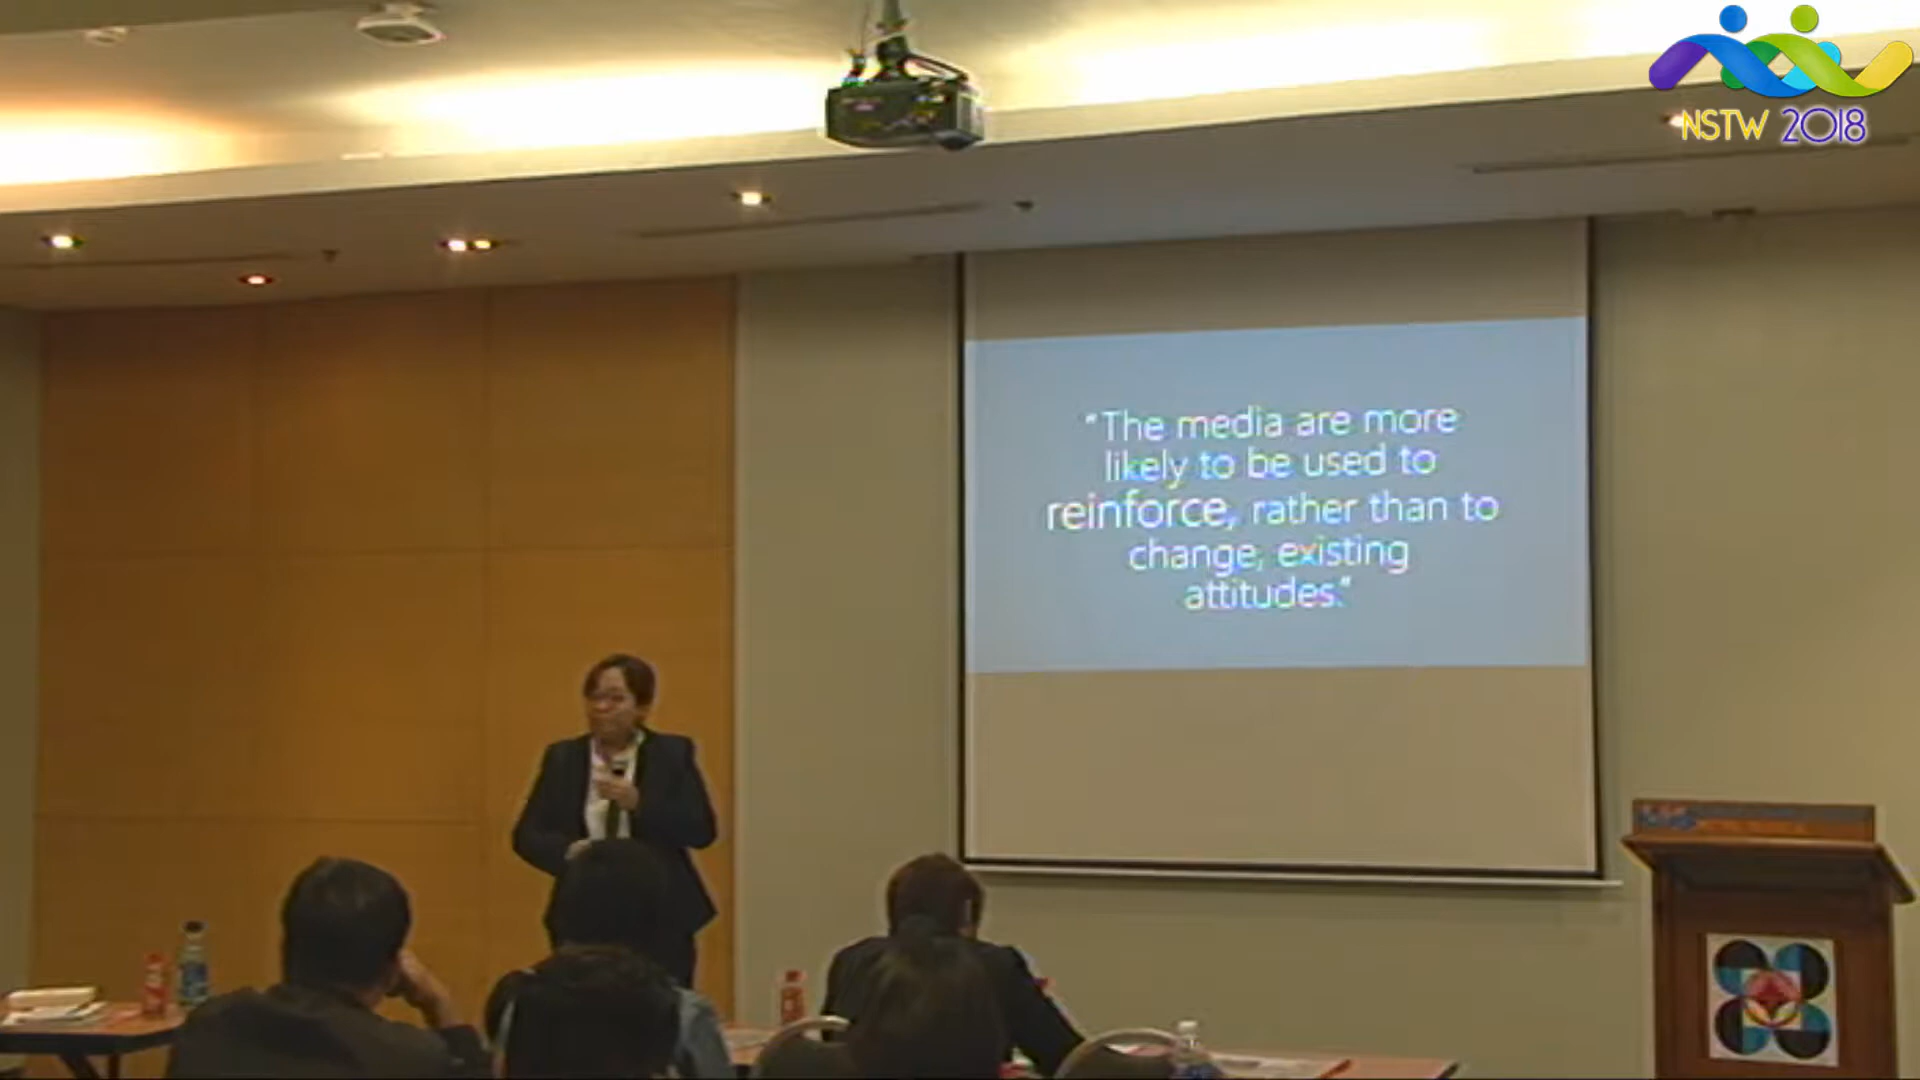 NSTW 2018
“The media are more
likely to be used to
reinforce, rather than to
change, existing
attitudes.”